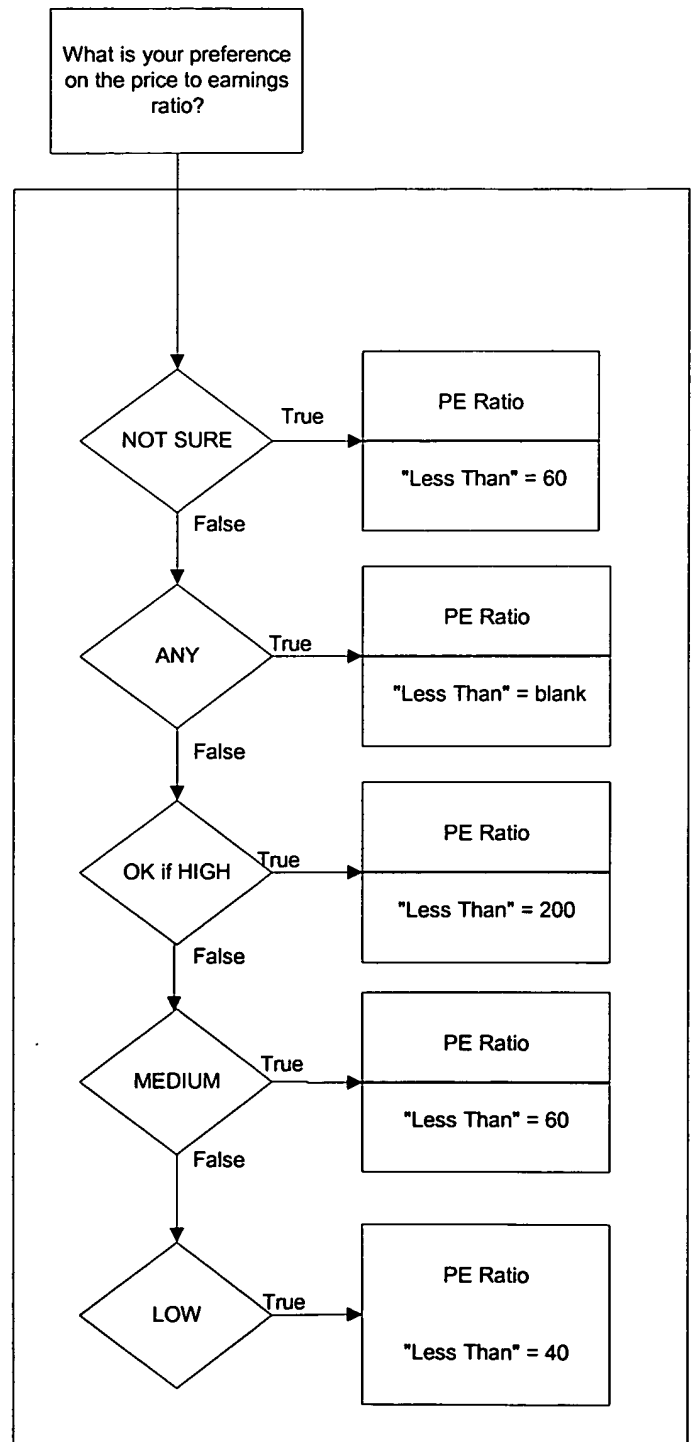 What is your preference
on the price to earnings
ratio?
NOT SURE
True
PE Ratio
"Less Than" = 60
False
ANY
True
PE Ratio
"Less Than" = blank
False
OK if HIGH
True
PE Ratio
"Less Than" = 200
False
MEDIUM
True
PE Ratio
"Less Than" = 60
False
LOW
True
PE Ratio
"Less Than" = 40